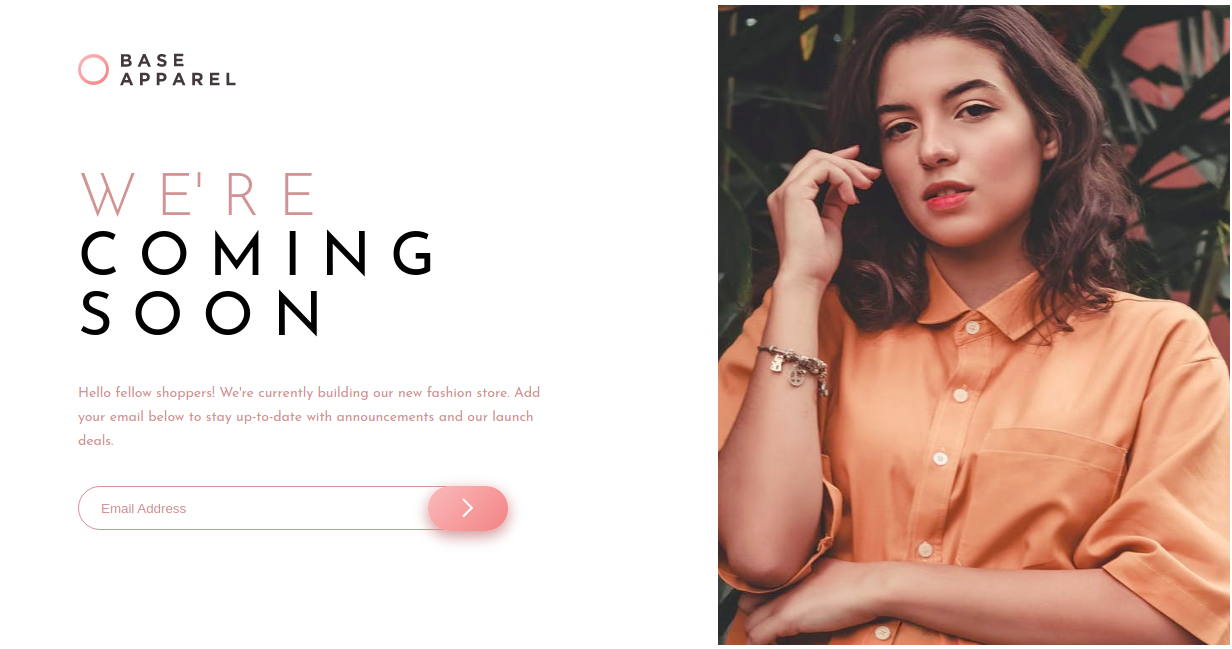 BASE
APPAREL
WE'RE
COMING
SOON
Hello fellow shoppers! We're currently building our new fashion store. Add
your email below to stay up-to-date with announcements and our launch
deals.
Email Address